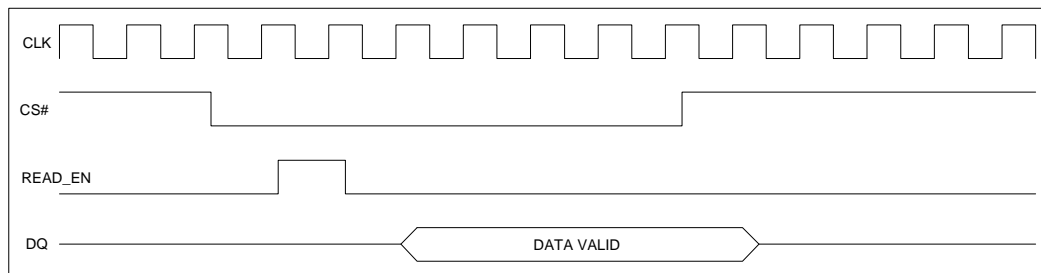 CLK
CS#
READ_EN
DQ
DATA VALID